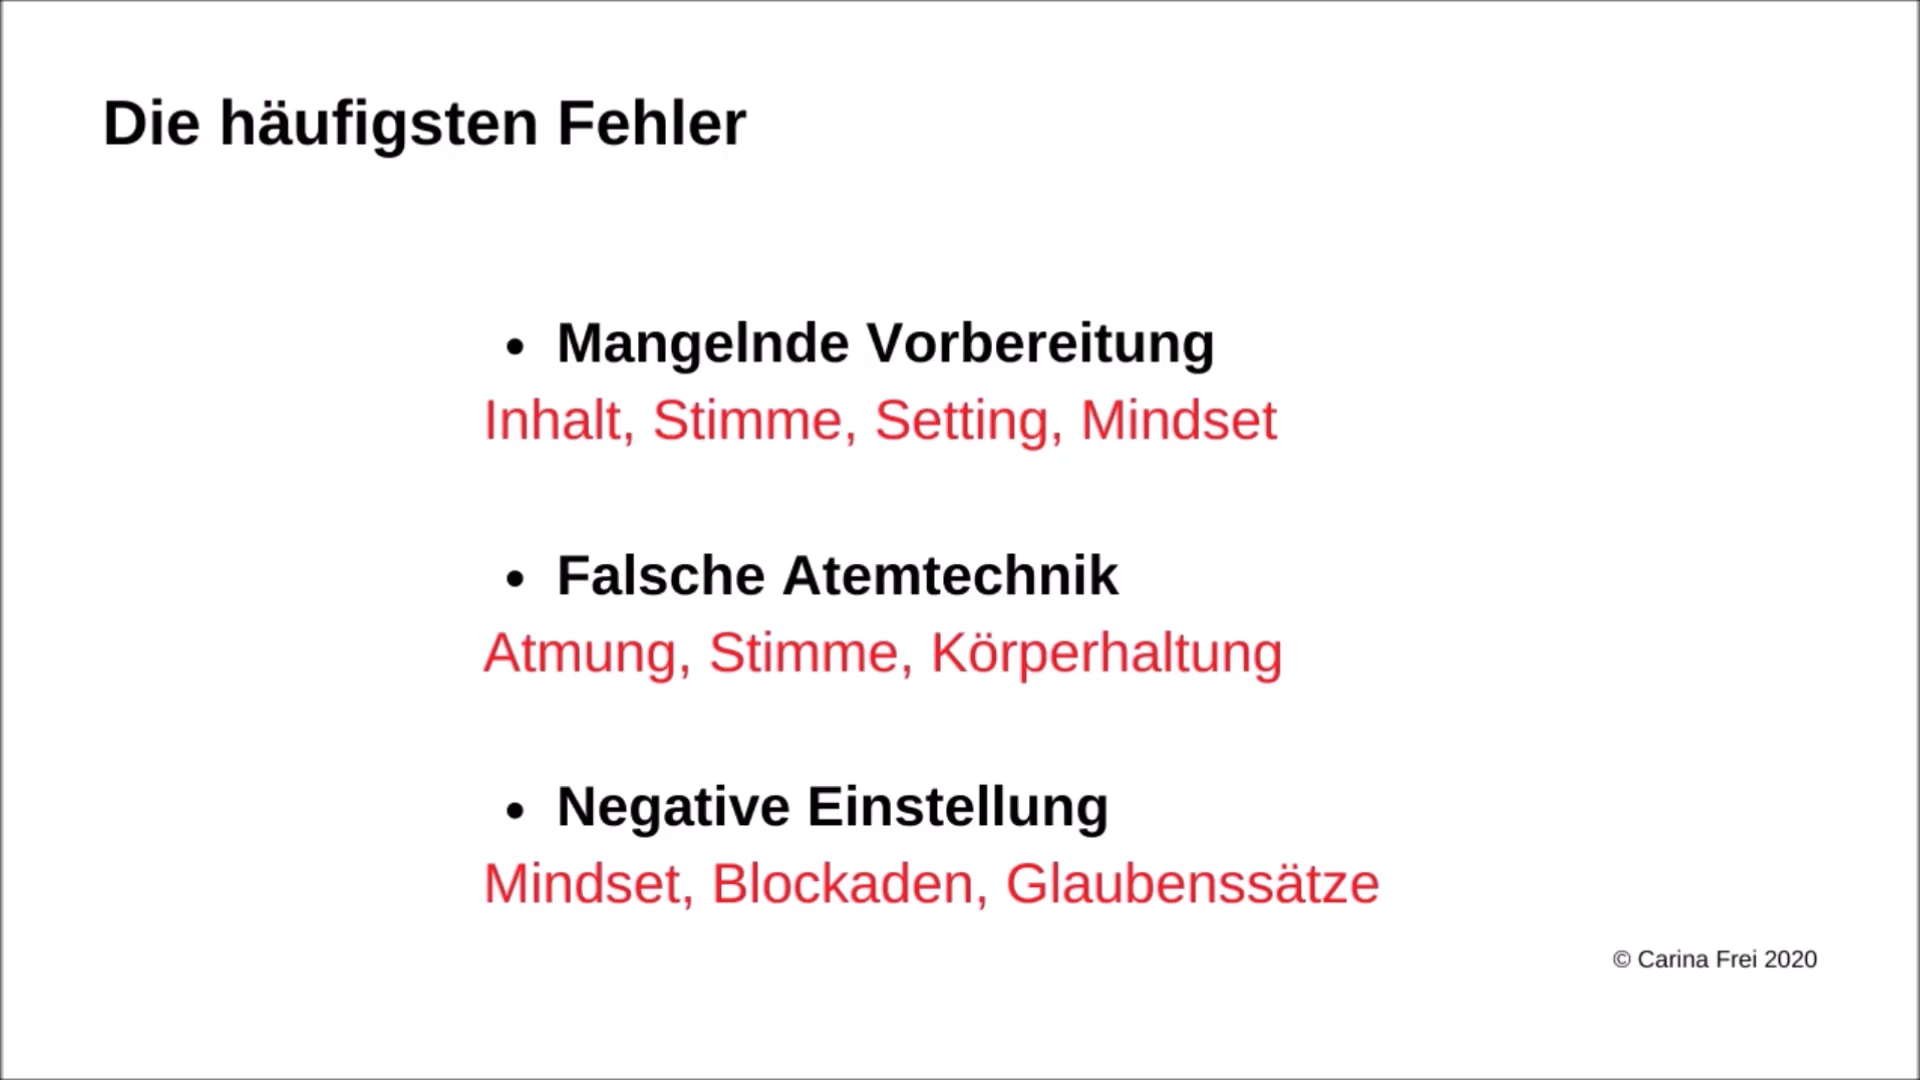 Die häufigsten Fehler
• Mangelnde Vorbereitung
Inhalt, Stimme, Setting, Mindset
• Falsche Atemtechnik
Atmung, Stimme, Körperhaltung
• Negative Einstellung
Mindset, Blockaden, Glaubenssätze
© Carina Frei 2020